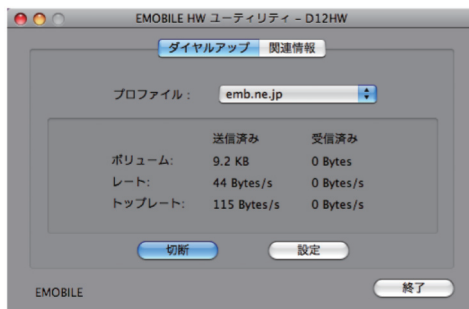 EMOBILE HW ユーティリティ – D12HW
ダイヤルアップ 関連情報
プロファイル： emb.ne.jp
送信済み 受信済み
ボリューム: 9.2 KB 0 Bytes
レート: 44 Bytes/s 0 Bytes/s
トップレート: 115 Bytes/s 0 Bytes/s
切断 設定
EMOBILE 終了